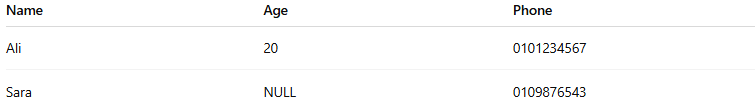 Name Age Phone
Ali 20 0101234567
Sara NULL 0109876543